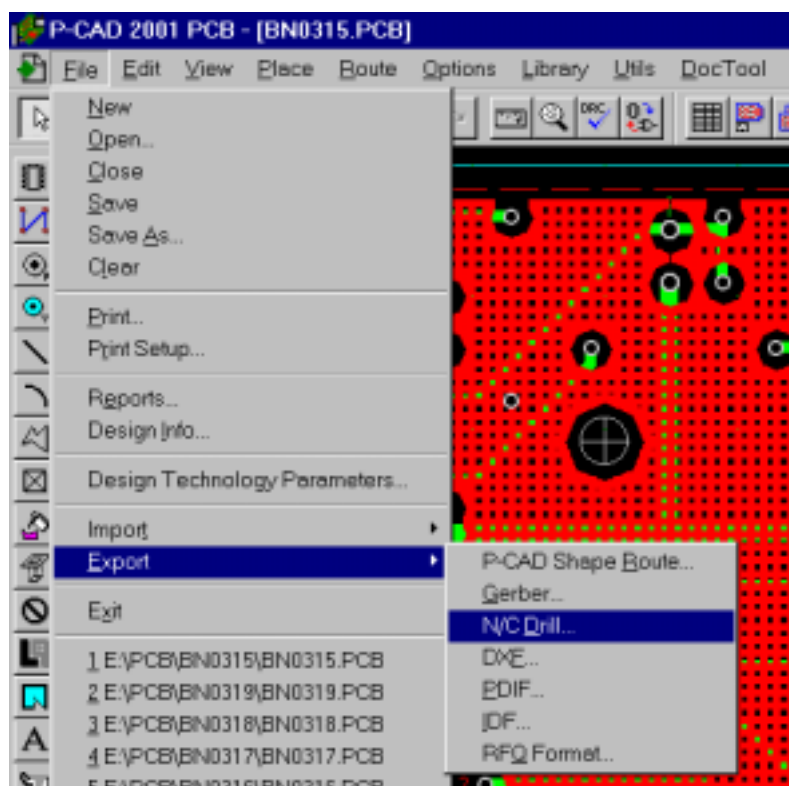 P-CAD 2001 PCB - [BN0315.PCB]
File Edit View Place Route Options Library Utils DocTool
DRC
New
Open...
Close
Save
Save As...
Clear
Print...
Print Setup...
Reports...
Design Info...
Design Technology Parameters...
Import
Export
Exit
1 E:\PCB\BN0315\BN0315.PCB
2 E:\PCB\BN0319\BN0319.PCB
3 E:\PCB\BN0318\BN0318.PCB
4 E:\PCB\BN0317\BN0317.PCB
P-CAD Shape Route...
Gerber...
N/C Drill...
DXF...
PDIF...
IDF...
RFQ Format...
A